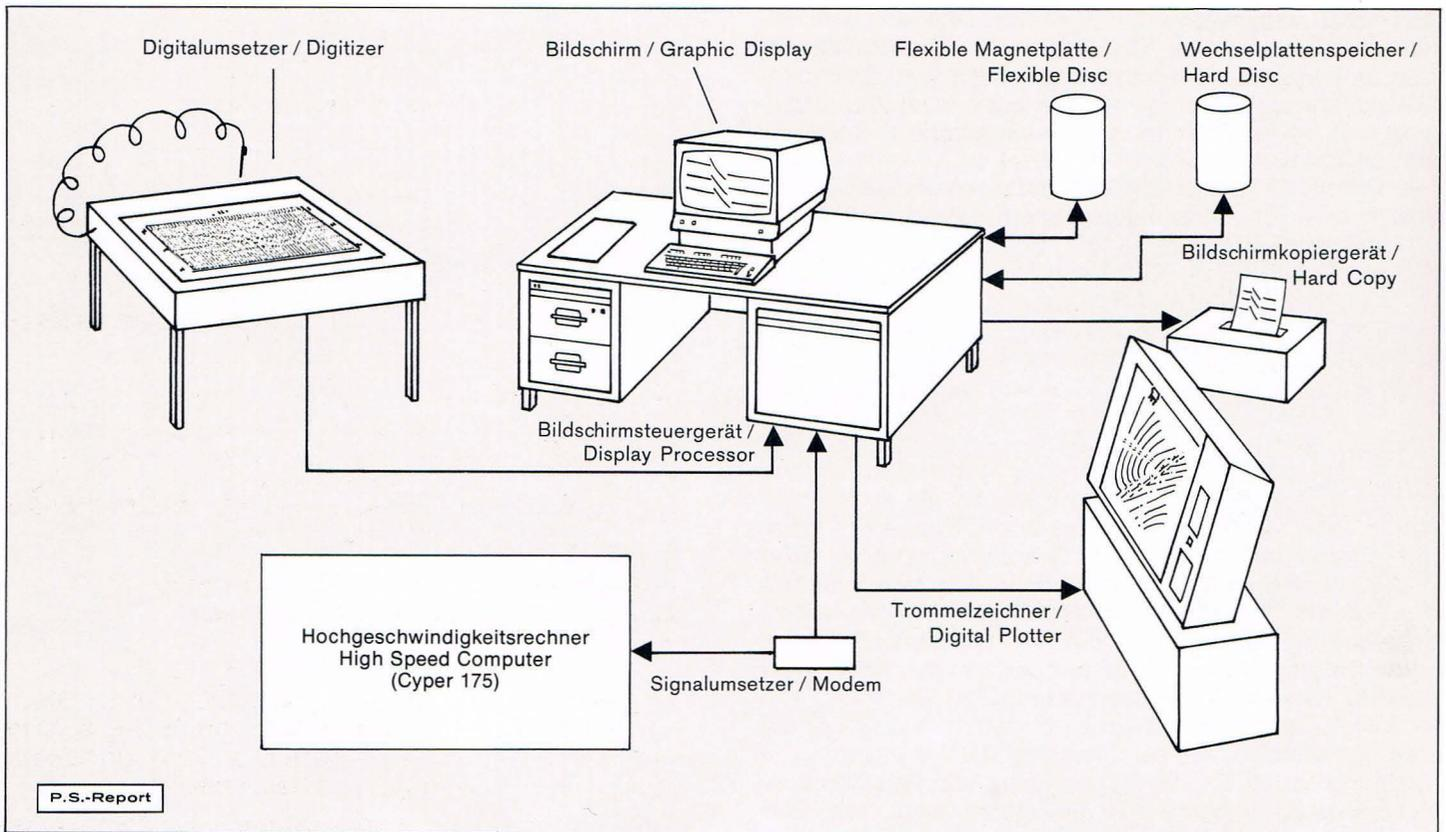 Digitalumsetzer / Digitizer
Bildschirm / Graphic Display
Flexible Magnetplatte /
Flexible Disc
Wechselplattenspeicher /
Hard Disc
Bildschirmkopiergerät /
Hard Copy
Bildschirmsteuergerät /
Display Processor
Trommelzeichner /
Digital Plotter
Hochgeschwindigkeitsrechner
High Speed Computer
(Cyper 175)
Signalumsetzer / Modem
P.S.-Report